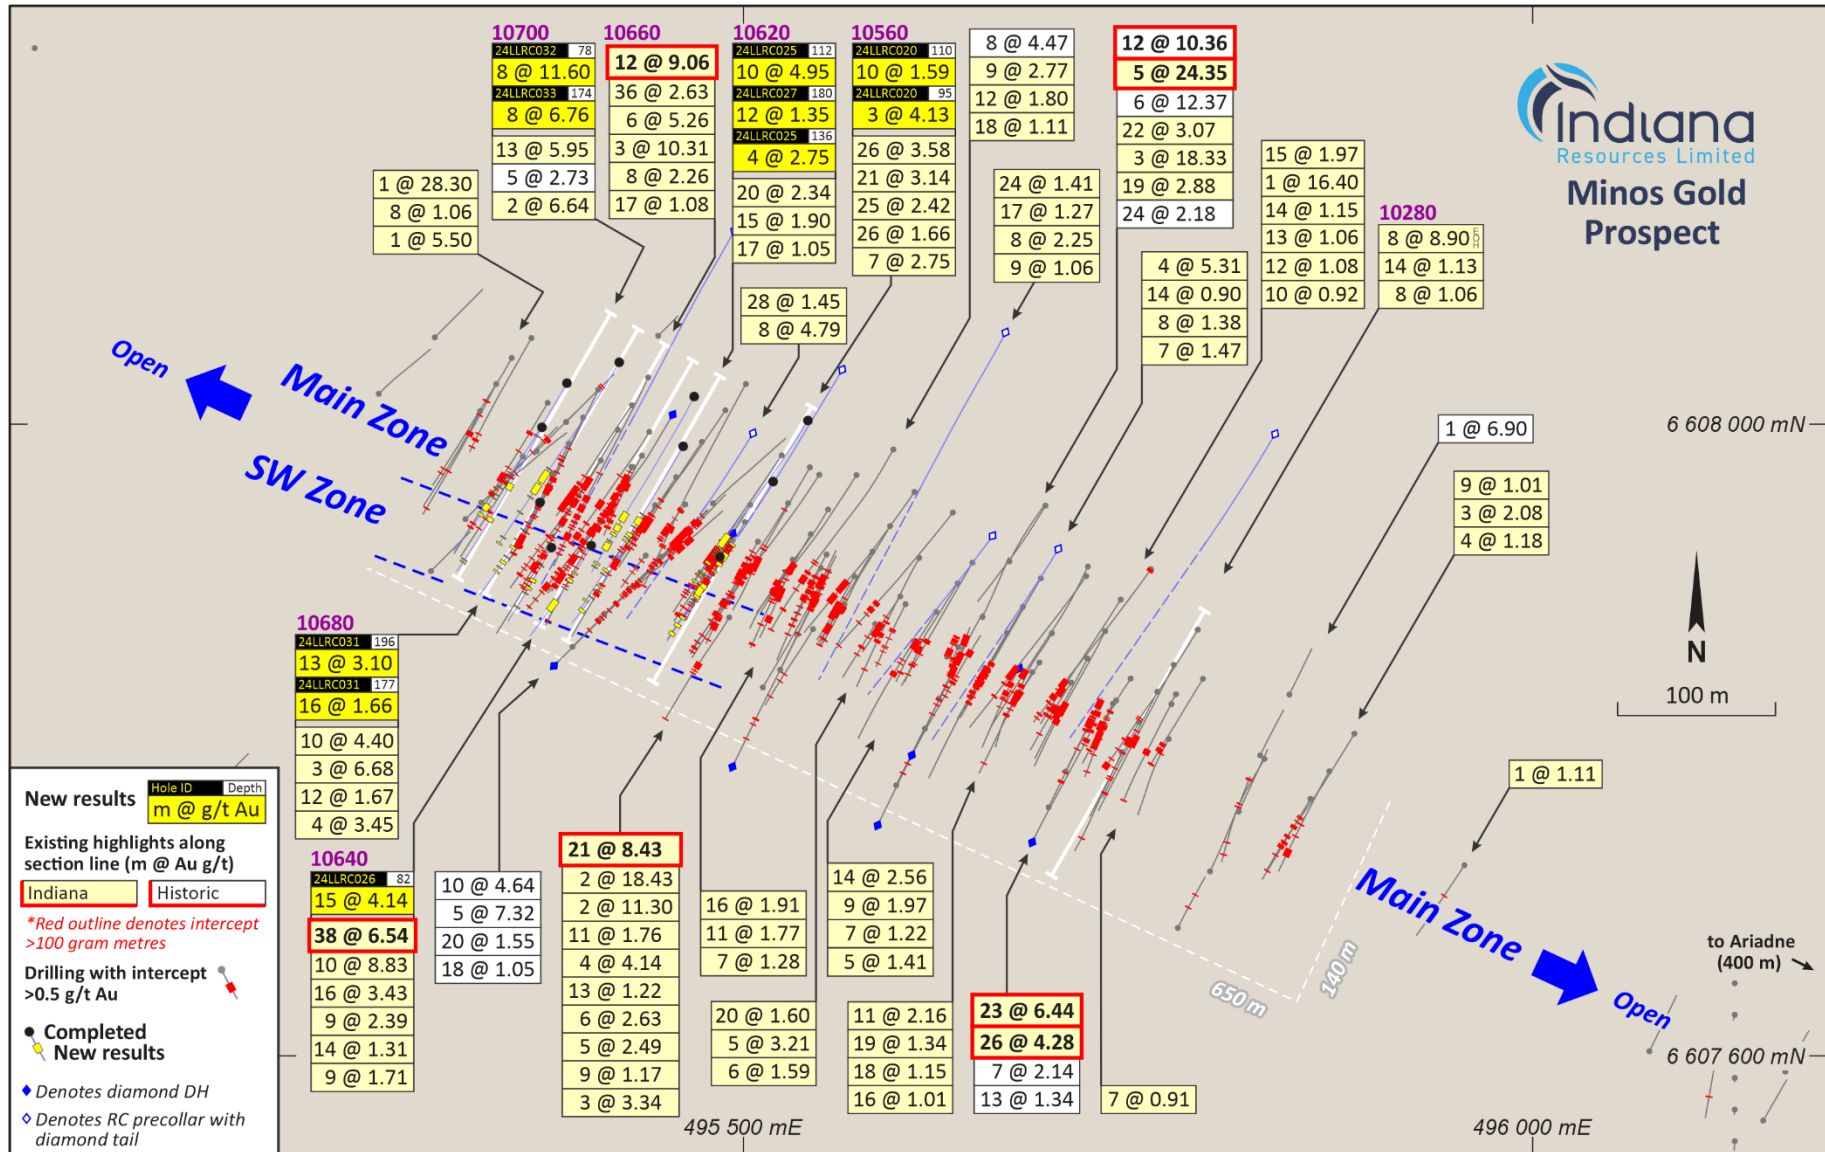 10700
24LLRC032 78
8 @ 11.60
24LLRC033 174
8 @ 6.76
13 @ 5.95
5 @ 2.73
2 @ 6.64
10660
12 @ 9.06
36 @ 2.63
6 @ 5.26
3 @ 10.31
8 @ 2.26
17 @ 1.08
10620
24LLRC025 112
10 @ 4.95
24LLRC027 180
12 @ 1.35
24LLRC025 136
4 @ 2.75
20 @ 2.34
15 @ 1.90
17 @ 1.05
10560
24LLRC020 110
10 @ 1.59
24LLRC020 95
3 @ 4.13
26 @ 3.58
21 @ 3.14
25 @ 2.42
26 @ 1.66
7 @ 2.75
8 @ 4.47
9 @ 2.77
12 @ 1.80
18 @ 1.11
12 @ 10.36
5 @ 24.35
6 @ 12.37
22 @ 3.07
3 @ 18.33
19 @ 2.88
24 @ 2.18
Indiana
Resources Limited
Minos Gold
Prospect
1 @ 28.30
8 @ 1.06
1 @ 5.50
24 @ 1.41
17 @ 1.27
8 @ 2.25
9 @ 1.06
15 @ 1.97
1 @ 16.40
14 @ 1.15
13 @ 1.06
12 @ 1.08
10 @ 0.92
10280
8 @ 8.90 EOH
14 @ 1.13
8 @ 1.06
4 @ 5.31
14 @ 0.90
8 @ 1.38
7 @ 1.47
28 @ 1.45
8 @ 4.79
Open
Main Zone
SW Zone
1 @ 6.90
6 608 000 mN
9 @ 1.01
3 @ 2.08
4 @ 1.18
N
100 m
10680
24LLRC031 196
13 @ 3.10
24LLRC031 177
16 @ 1.66
10 @ 4.40
3 @ 6.68
12 @ 1.67
4 @ 3.45
10640
24LLRC026 82
15 @ 4.14
38 @ 6.54
10 @ 8.83
16 @ 3.43
9 @ 2.39
14 @ 1.31
9 @ 1.71
10 @ 4.64
5 @ 7.32
20 @ 1.55
18 @ 1.05
21 @ 8.43
2 @ 18.43
2 @ 11.30
11 @ 1.76
4 @ 4.14
13 @ 1.22
6 @ 2.63
5 @ 2.49
9 @ 1.17
3 @ 3.34
16 @ 1.91
11 @ 1.77
7 @ 1.28
20 @ 1.60
5 @ 3.21
6 @ 1.59
14 @ 2.56
9 @ 1.97
7 @ 1.22
5 @ 1.41
11 @ 2.16
19 @ 1.34
18 @ 1.15
16 @ 1.01
23 @ 6.44
26 @ 4.28
7 @ 2.14
13 @ 1.34
7 @ 0.91
1 @ 1.11
650 m
140 m
Main Zone
Open
to Ariadne
(400 m)
6 607 600 mN
495 500 mE
496 000 mE
New results
Hole ID Depth
m @ g/t Au
Existing highlights along
section line (m @ Au g/t)
Indiana
Historic
*Red outline denotes intercept
>100 gram metres
Drilling with intercept
>0.5 g/t Au
Completed
New results
Denotes diamond DH
Denotes RC precollar with
diamond tail